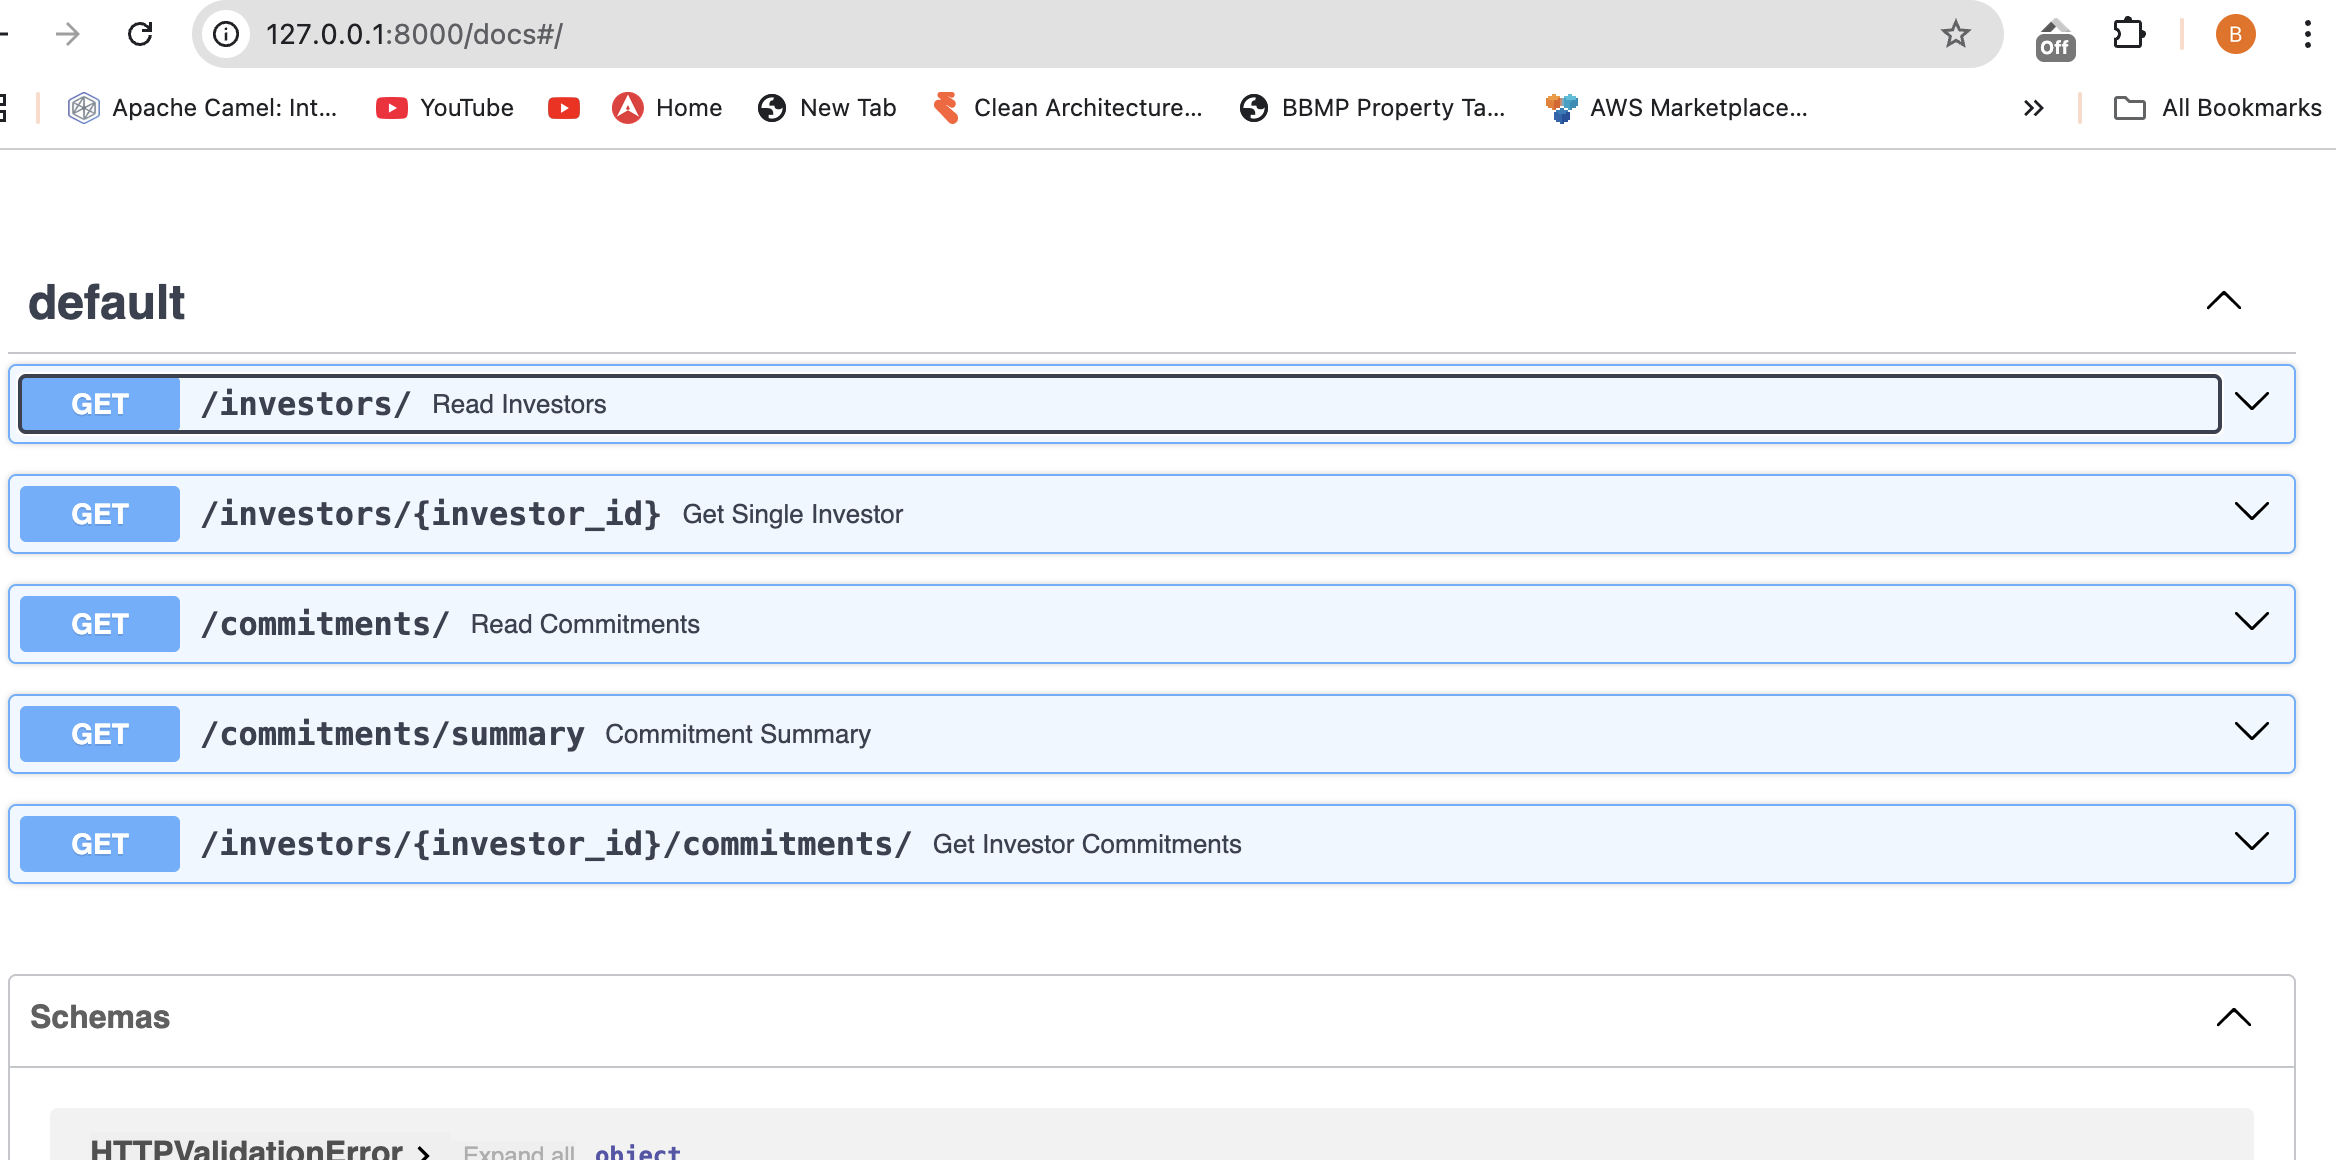 127.0.0.1:8000/docs#/
Off
B
Apache Camel: Int...
YouTube
Home
New Tab
Clean Architecture...
BBMP Property Ta...
AWS Marketplace...
All Bookmarks
default
GET /investors/ Read Investors
GET /investors/{investor_id} Get Single Investor
GET /commitments/ Read Commitments
GET /commitments/summary Commitment Summary
GET /investors/{investor_id}/commitments/ Get Investor Commitments
Schemas
HTTPValidationError Expand all object